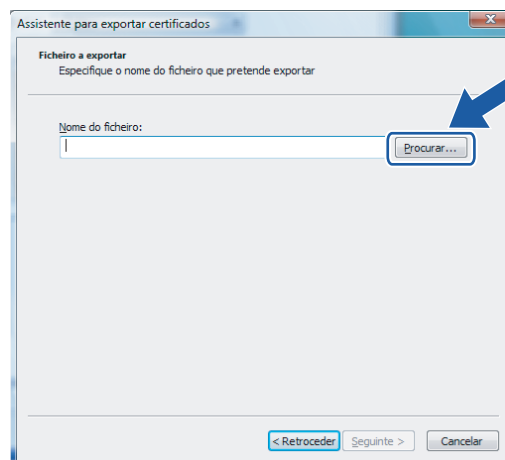 Assistente para exportar certificados
Ficheiro a exportar
Especifique o nome do ficheiro que pretende exportar
Nome do ficheiro:
Procurar...
< Retroceder Seguinte > Cancelar